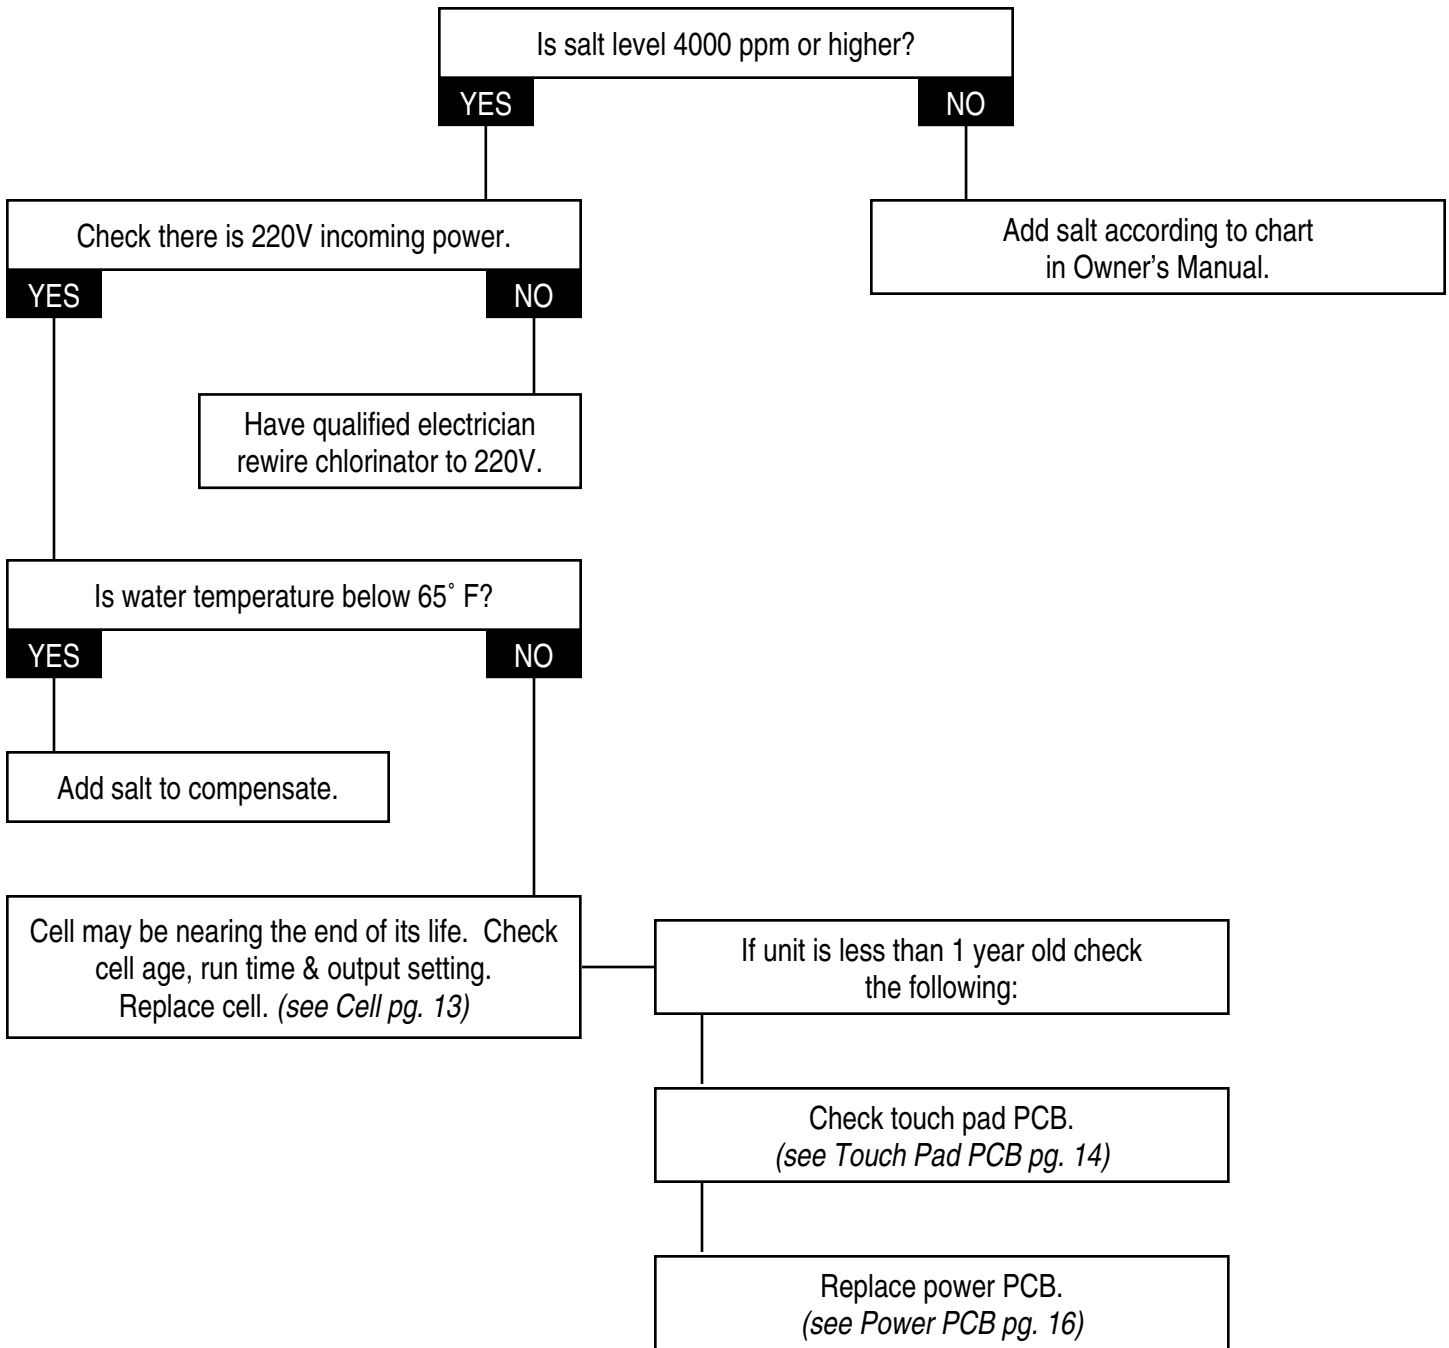 Is salt level 4000 ppm or higher?
YES
NO
Check there is 220V incoming power.
Add salt according to chart
in Owner's Manual.
YES
NO
Have qualified electrician
rewire chlorinator to 220V.
Is water temperature below 65˚ F?
YES
NO
Add salt to compensate.
Cell may be nearing the end of its life.  Check
cell age, run time & output setting.
Replace cell. (see Cell pg. 13)
If unit is less than 1 year old check
the following:
Check touch pad PCB.
(see Touch Pad PCB pg. 14)
Replace power PCB.
(see Power PCB pg. 16)